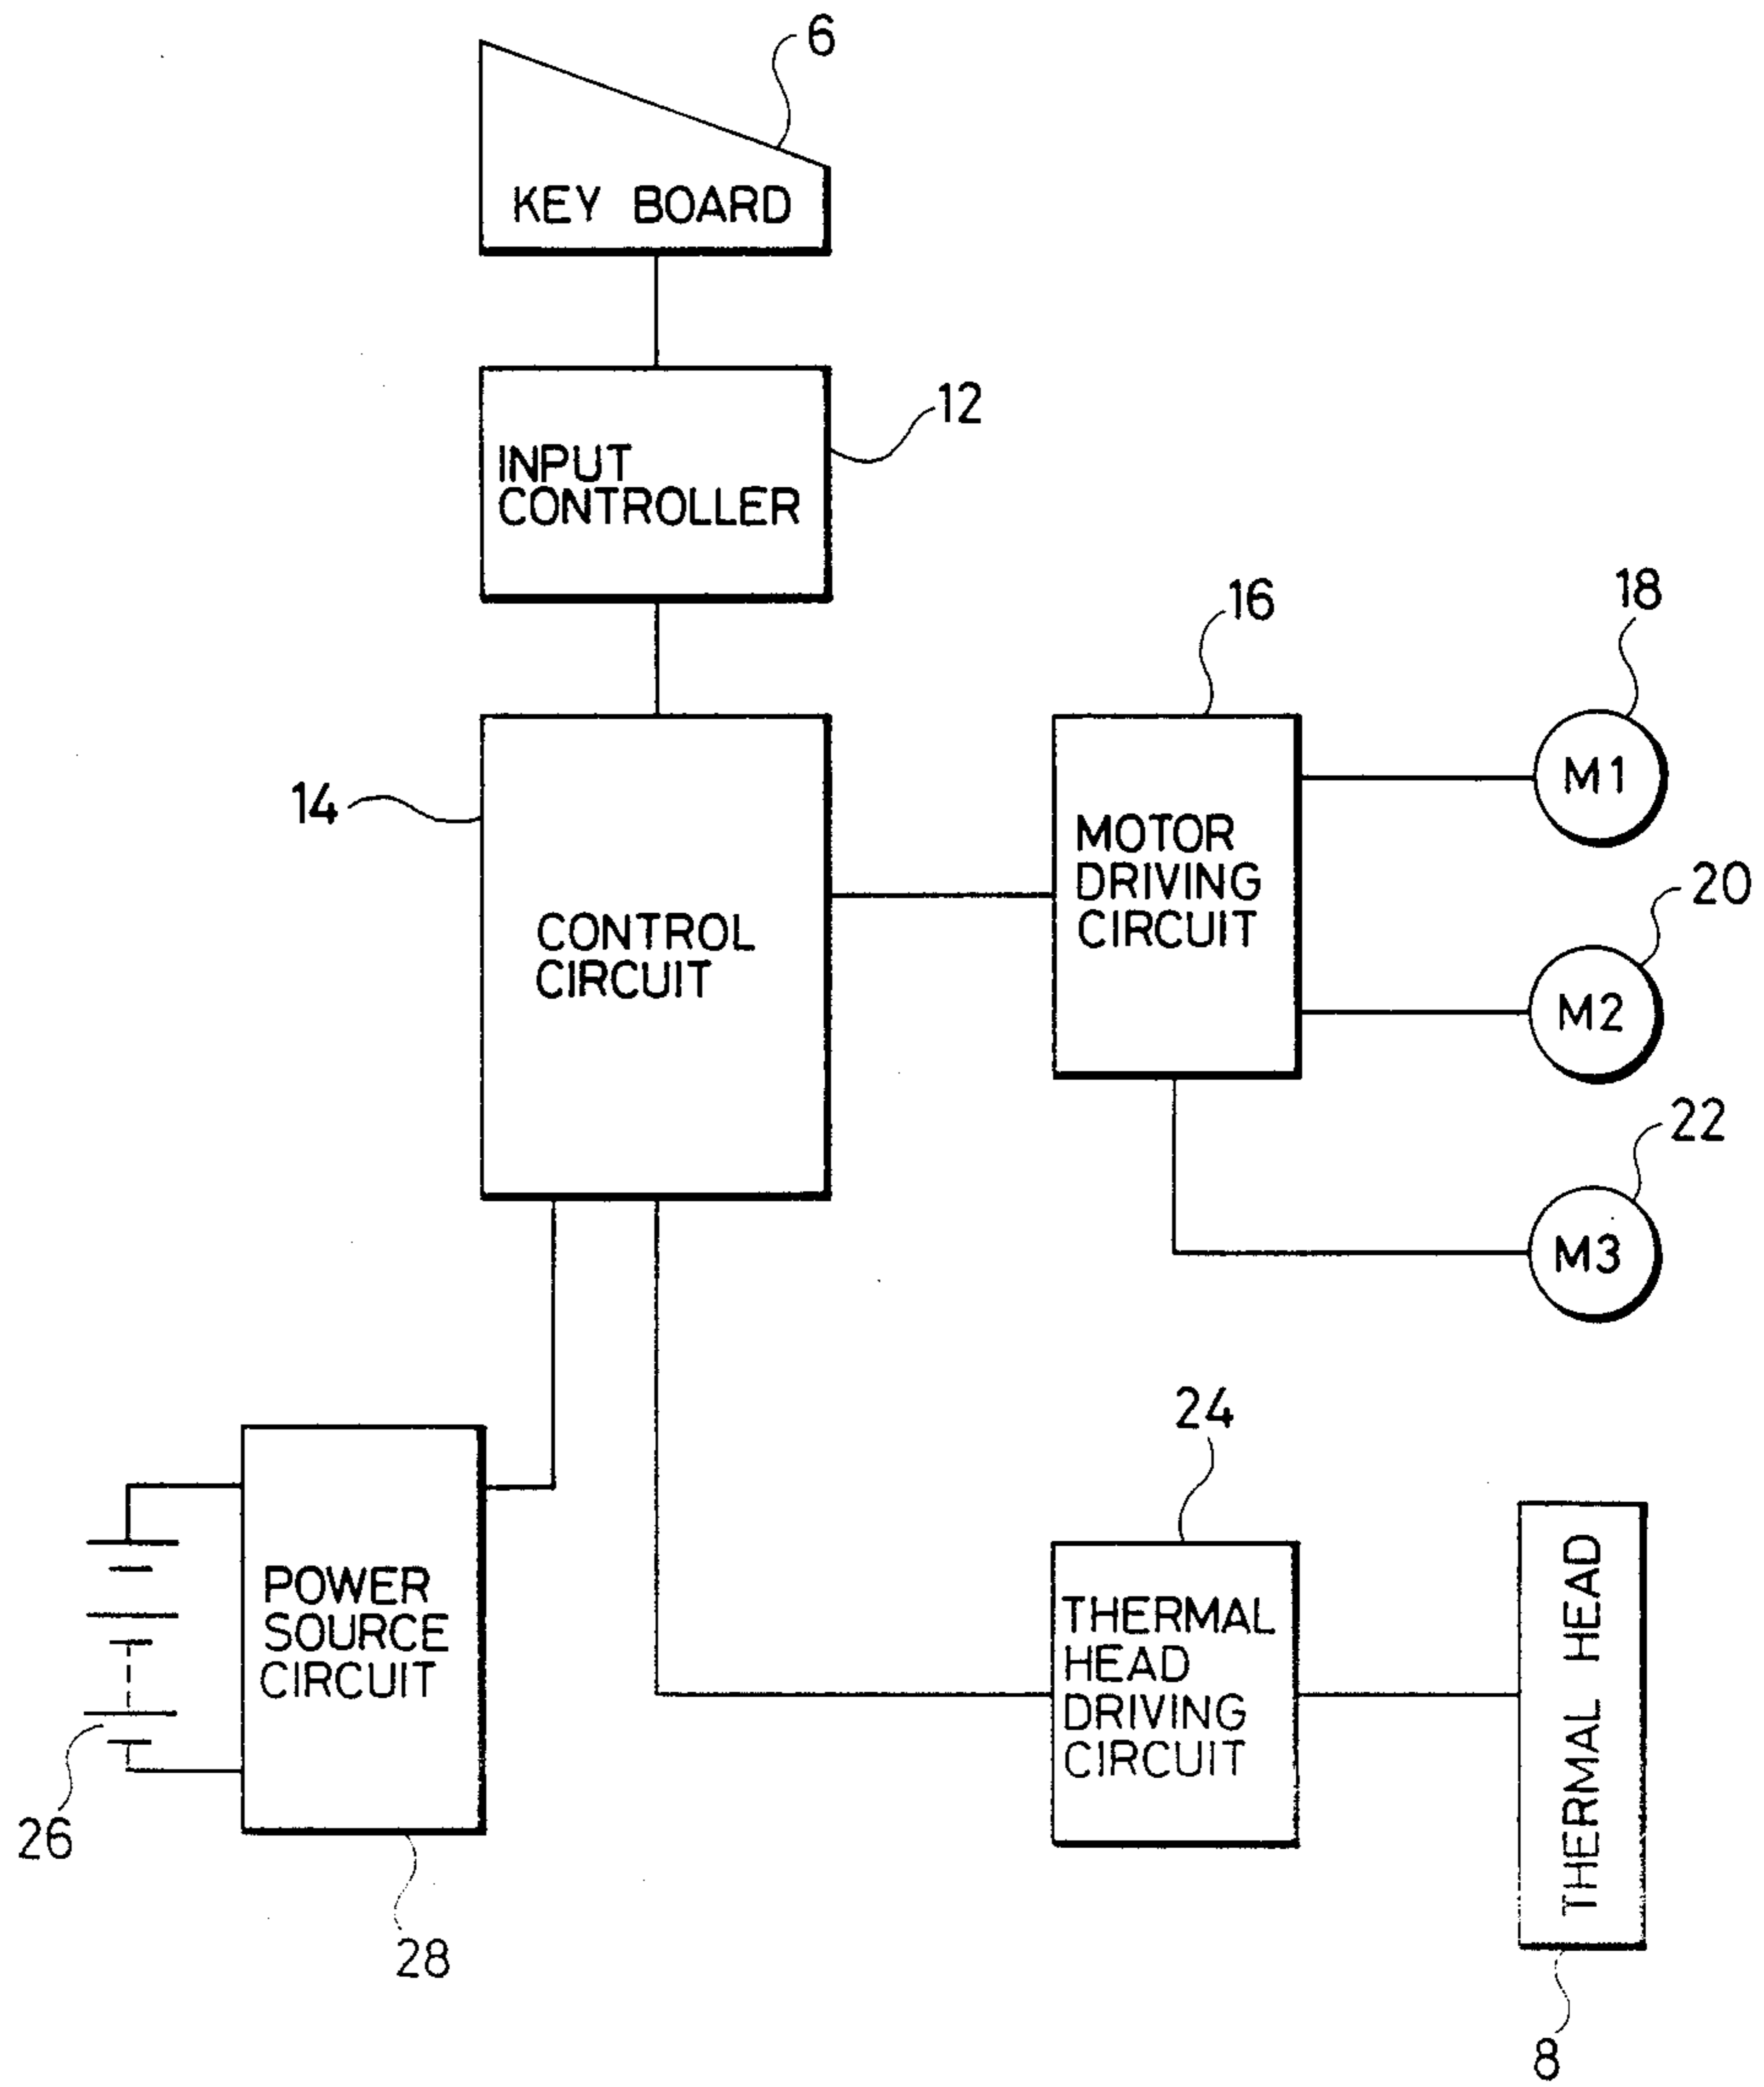 6
KEY BOARD
12
INPUT
CONTROLLER
16
18
14
M1
MOTOR
DRIVING
CIRCUIT
20
CONTROL
CIRCUIT
M2
22
M3
24
POWER
SOURCE
CIRCUIT
THERMAL
HEAD
DRIVING
CIRCUIT
THERMAL HEAD
26
28
8